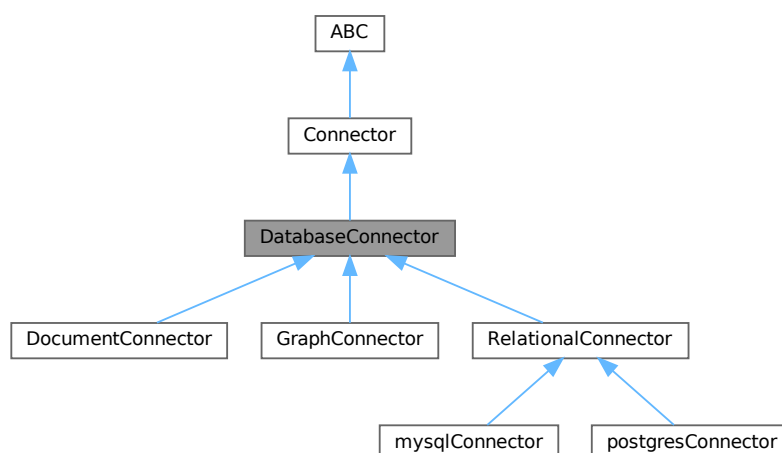 ABC
Connector
DatabaseConnector
DocumentConnector
GraphConnector
RelationalConnector
mysqlConnector
postgresConnector